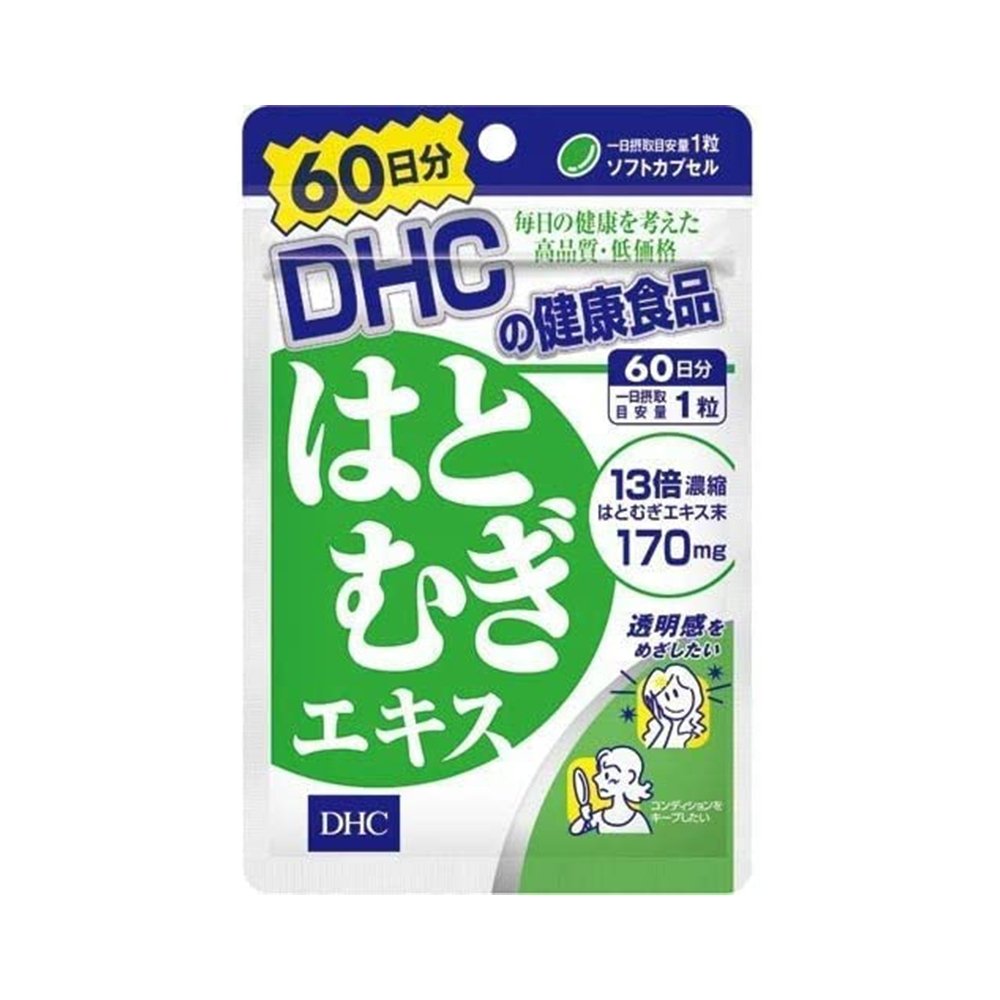 60日分
一日摂取目安量1粒
ソフトカプセル
毎日の健康を考えた
高品質・低価格
DHC
の健康食品
60日分
一日摂取
目安量 1粒
はと
むぎ
エキス
13倍濃縮
はとむぎエキス末
170mg
透明感を
めざしたい
コンディションを
キープしたい
DHC